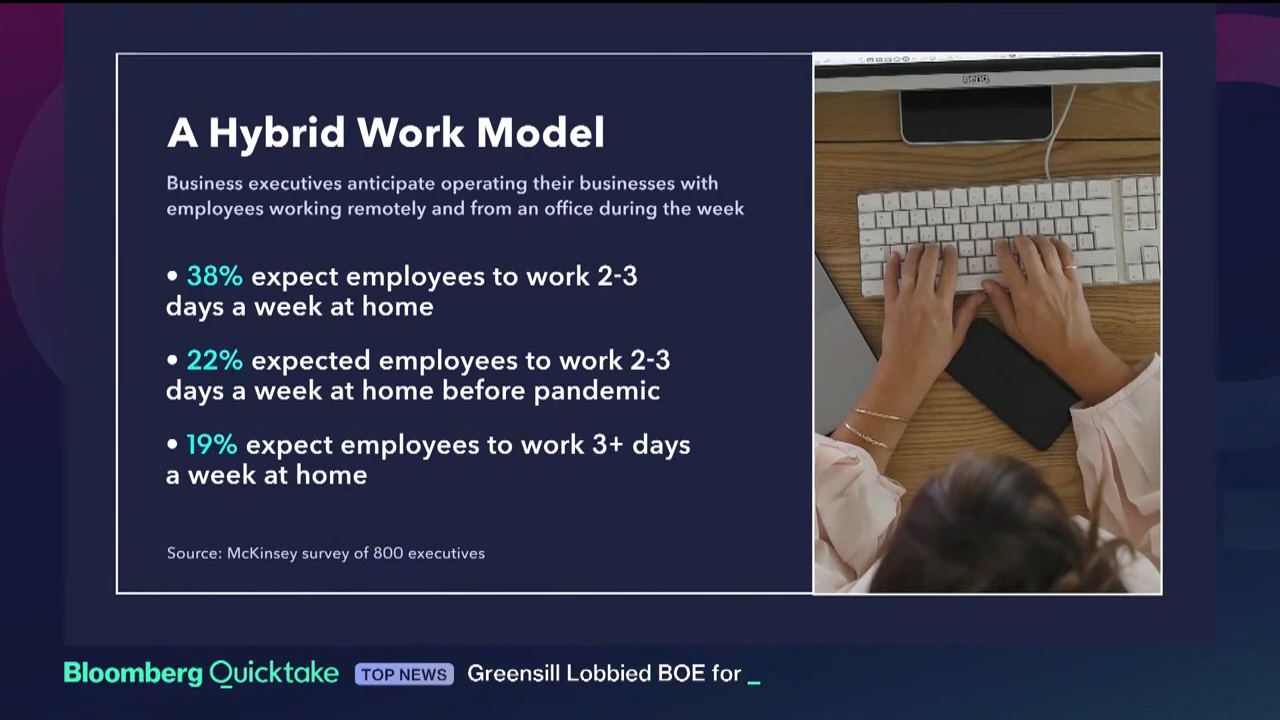 BenQ
A Hybrid Work Model
Business executives anticipate operating their businesses with
employees working remotely and from an office during the week
• 38% expect employees to work 2-3
days a week at home
• 22% expected employees to work 2-3
days a week at home before pandemic
• 19% expect employees to work 3+ days
a week at home
Source: McKinsey survey of 800 executives
Bloomberg Quicktake TOP NEWS Greensill Lobbied BOE for _